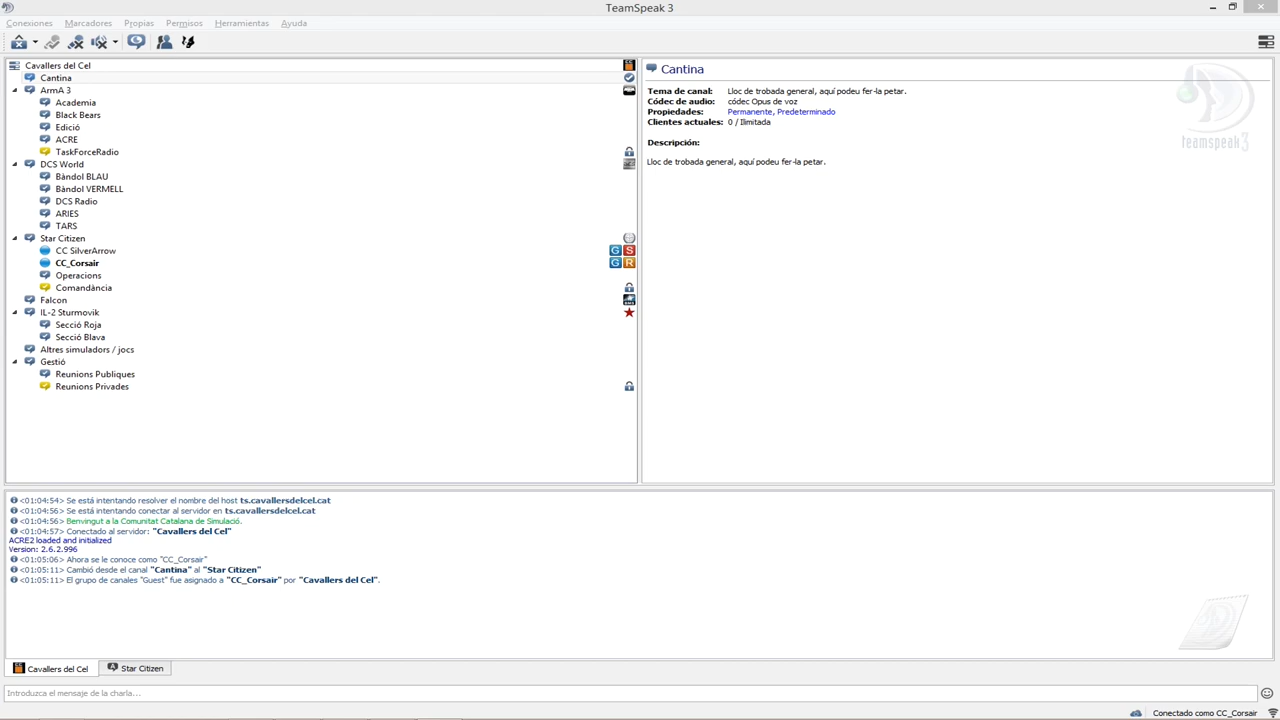 TeamSpeak 3
Conexiones Marcadores Propias Permisos Herramientas Ayuda
Cavallers del Cel
Cantina
ArmA 3
Academia
Black Bears
Edició
ACRE
TaskForceRadio
DCS World
Bàndol BLAU
Bàndol VERMELL
DCS Radio
ARIES
TARS
Star Citizen
CC SilverArrow G S
CC_Corsair G R
Operacions
Comandància
Falcon
IL-2 Sturmovik
Secció Roja
Secció Blava
Altres simuladors / jocs
Gestió
Reunions Publiques
Reunions Privades
Cantina
Tema de canal: Lloc de trobada general, aquí podeu fer-la petar.
Códec de audio: códec Opus de voz
Propiedades: Permanente, Predeterminado
Clientes actuales: 0 / Ilimitada
Descripción:
Lloc de trobada general, aquí podeu fer-la petar.
teamspeak 3
<01:04:54> Se está intentando resolver el nombre del host ts.cavallersdelcel.cat
<01:04:56> Se está intentando conectar al servidor en ts.cavallersdelcel.cat
<01:04:56> Benvingut a la Comunitat Catalana de Simulació.
<01:04:57> Conectado al servidor: "Cavallers del Cel"
ACRE2 loaded and initialized
Version: 2.6.2.996
<01:05:06> Ahora se le conoce como "CC_Corsair"
<01:05:11> Cambió desde el canal "Cantina" al "Star Citizen"
<01:05:11> El grupo de canales "Guest" fue asignado a "CC_Corsair" por "Cavallers del Cel".
Cavallers del Cel Star Citizen
Introduzca el mensaje de la charla...
Conectado como CC_Corsair